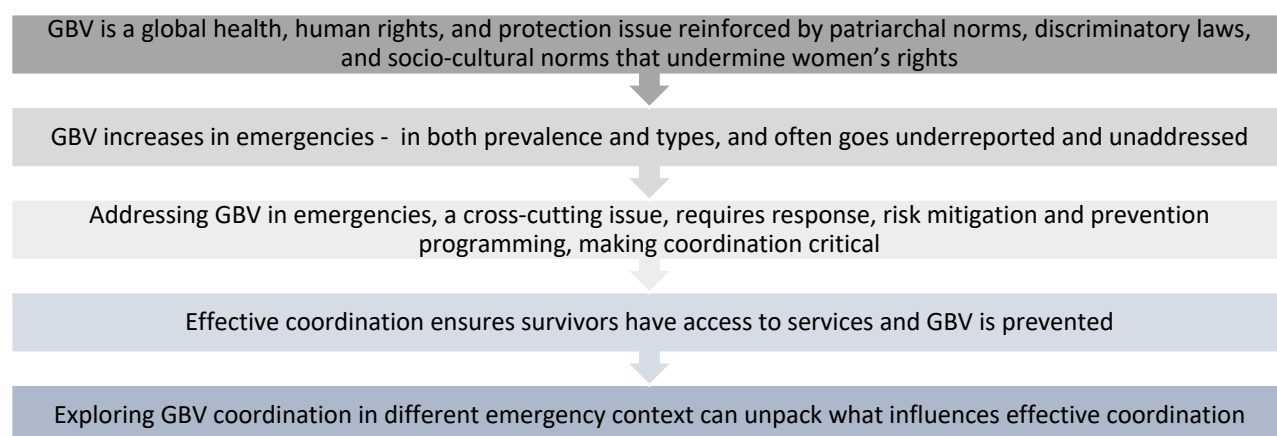 GBV is a global health, human rights, and protection issue reinforced by patriarchal norms, discriminatory laws,
and socio-cultural norms that undermine women’s rights
GBV increases in emergencies -  in both prevalence and types, and often goes underreported and unaddressed
Addressing GBV in emergencies, a cross-cutting issue, requires response, risk mitigation and prevention
programming, making coordination critical
Effective coordination ensures survivors have access to services and GBV is prevented
Exploring GBV coordination in different emergency context can unpack what influences effective coordination